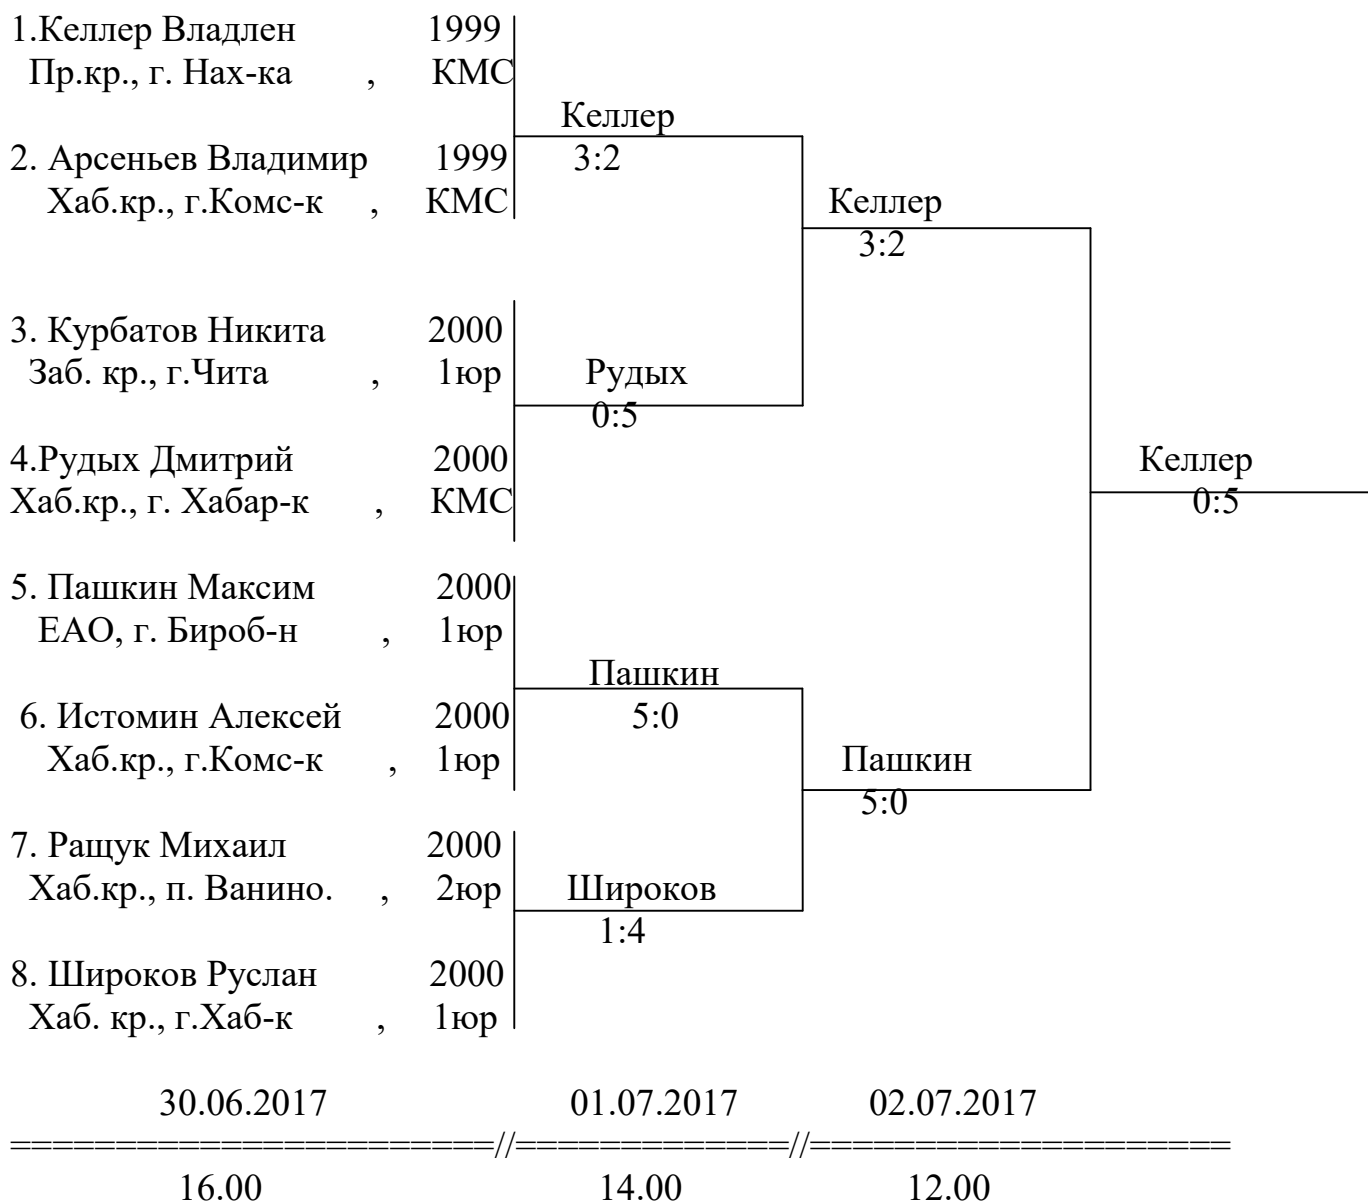 1.Келлер Владлен 1999
Пр.кр., г. Нах-ка , КМС
Келлер
2. Арсеньев Владимир 1999 3:2
Хаб.кр., г.Комс-к , КМС Келлер
3:2
3. Курбатов Никита 2000
Заб. кр., г.Чита , 1юр Рудых
0:5
4.Рудых Дмитрий 2000 Келлер
Хаб.кр., г. Хабар-к , КМС 0:5
5. Пашкин Максим 2000
ЕАО, г. Бироб-н , 1юр
Пашкин
6. Истомин Алексей 2000 5:0
Хаб.кр., г.Комс-к , 1юр Пашкин
5:0
7. Ращук Михаил 2000
Хаб.кр., п. Ванино. , 2юр Широков
1:4
8. Широков Руслан 2000
Хаб. кр., г.Хаб-к , 1юр
30.06.2017 01.07.2017 02.07.2017
=======================//=============//====================
16.00 14.00 12.00